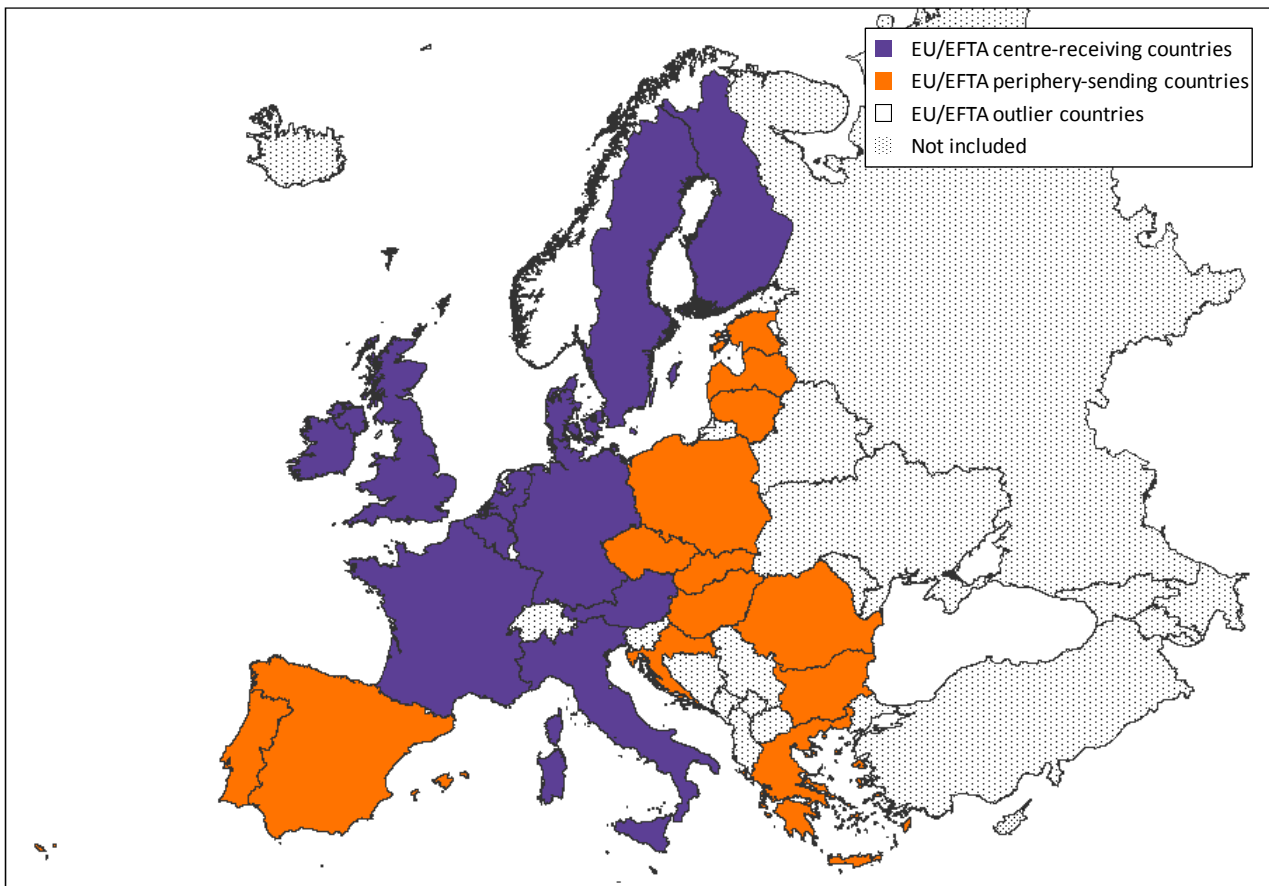 EU/EFTA centre-receiving countries
EU/EFTA periphery-sending countries
EU/EFTA outlier countries
Not included